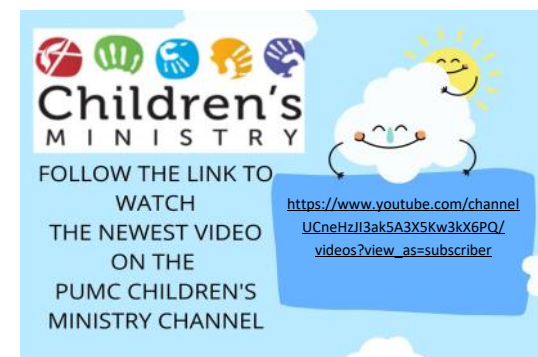 Children's
MINISTRY
FOLLOW THE LINK TO
WATCH
THE NEWEST VIDEO
ON THE
PUMC CHILDREN'S
MINISTRY CHANNEL
https://www.youtube.com/channel
UCneHzJI3ak5A3X5Kw3kX6PQ/
videos?view_as=subscriber